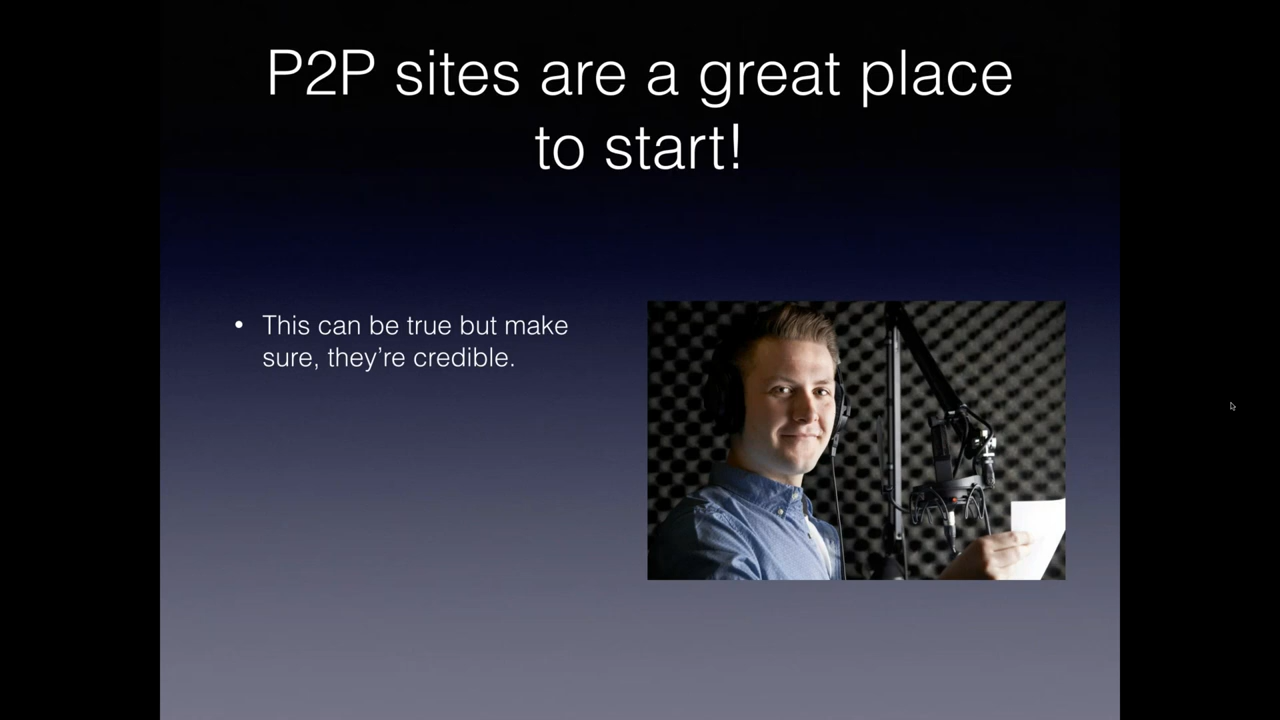 P2P sites are a great place
to start!
• This can be true but make
sure, they’re credible.